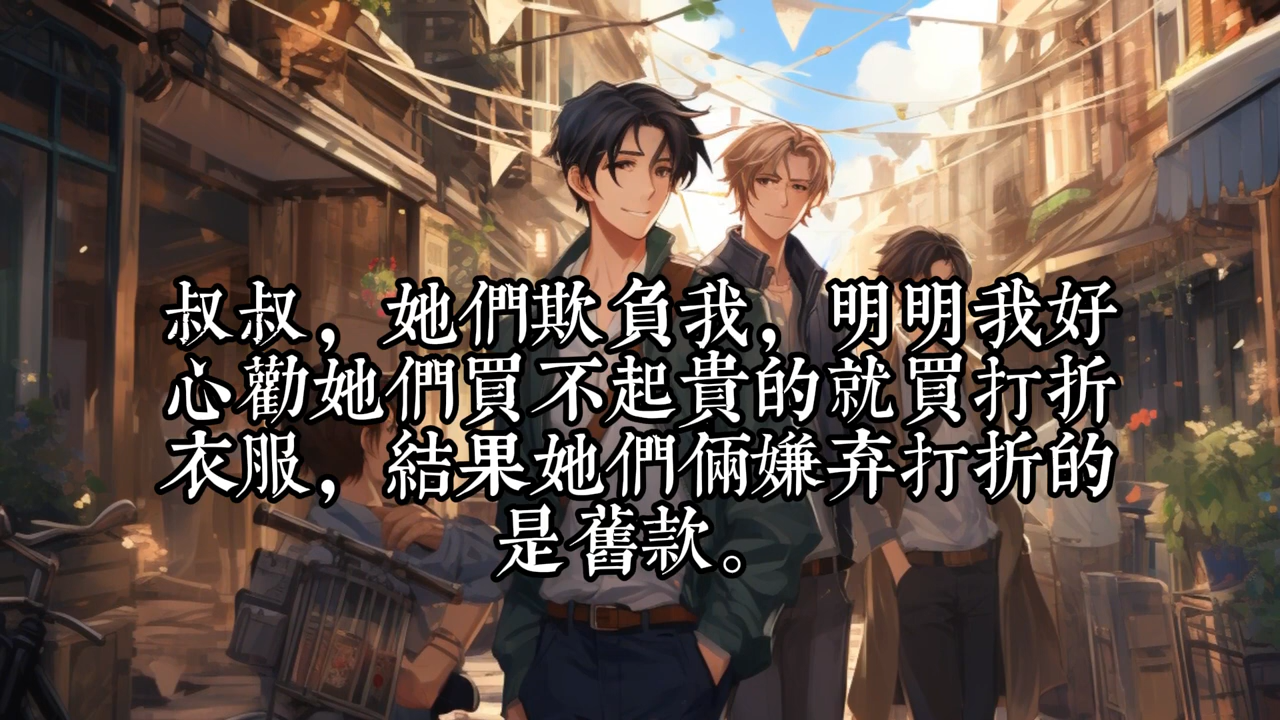 叔叔，她們欺負我，明明我好
心勸她們買不起貴的就買打折
衣服，結果她們倆嫌弃打折的
是舊款。